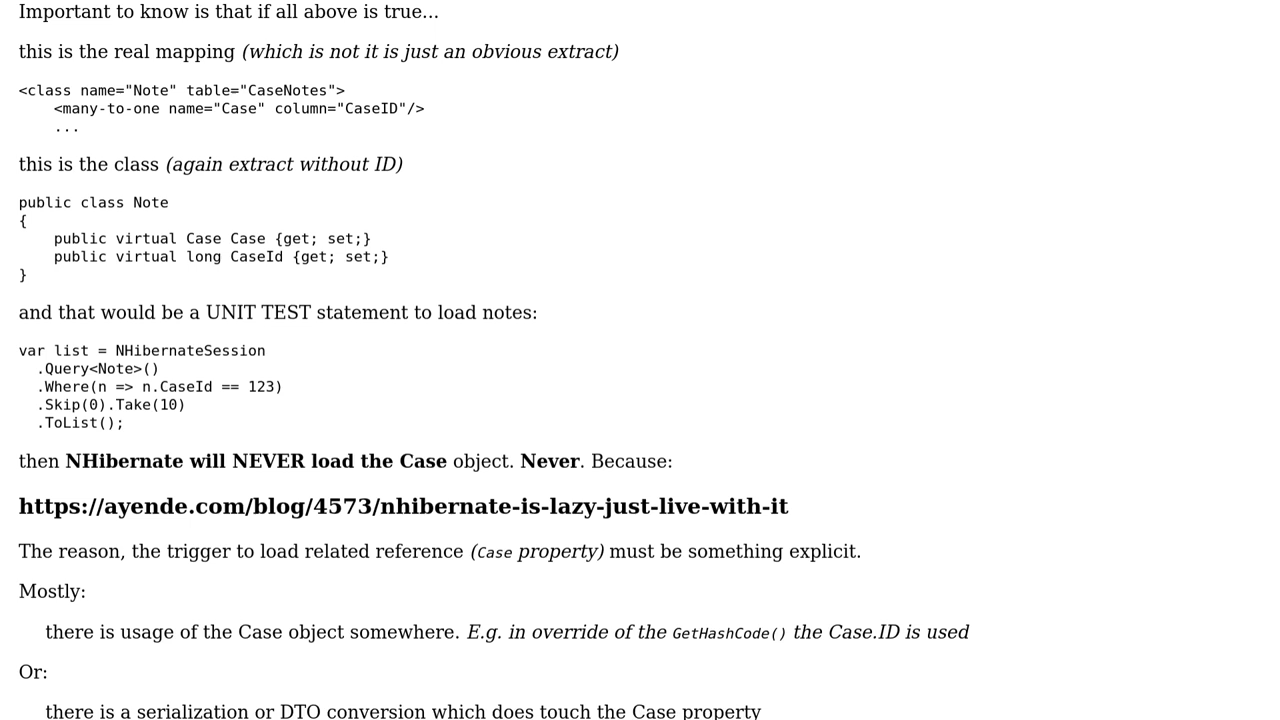 Important to know is that if all above is true...
this is the real mapping (which is not it is just an obvious extract)
<class name="Note" table="CaseNotes">
    <many-to-one name="Case" column="CaseID"/>
    ...
this is the class (again extract without ID)
public class Note
{
    public virtual Case Case {get; set;}
    public virtual long CaseId {get; set;}
}
and that would be a UNIT TEST statement to load notes:
var list = NHibernateSession
  .Query<Note>()
  .Where(n => n.CaseId == 123)
  .Skip(0).Take(10)
  .ToList();
then NHibernate will NEVER load the Case object. Never. Because:
https://ayende.com/blog/4573/nhibernate-is-lazy-just-live-with-it
The reason, the trigger to load related reference (Case property) must be something explicit.
Mostly:
there is usage of the Case object somewhere. E.g. in override of the GetHashCode() the Case.ID is used
Or:
there is a serialization or DTO conversion which does touch the Case property